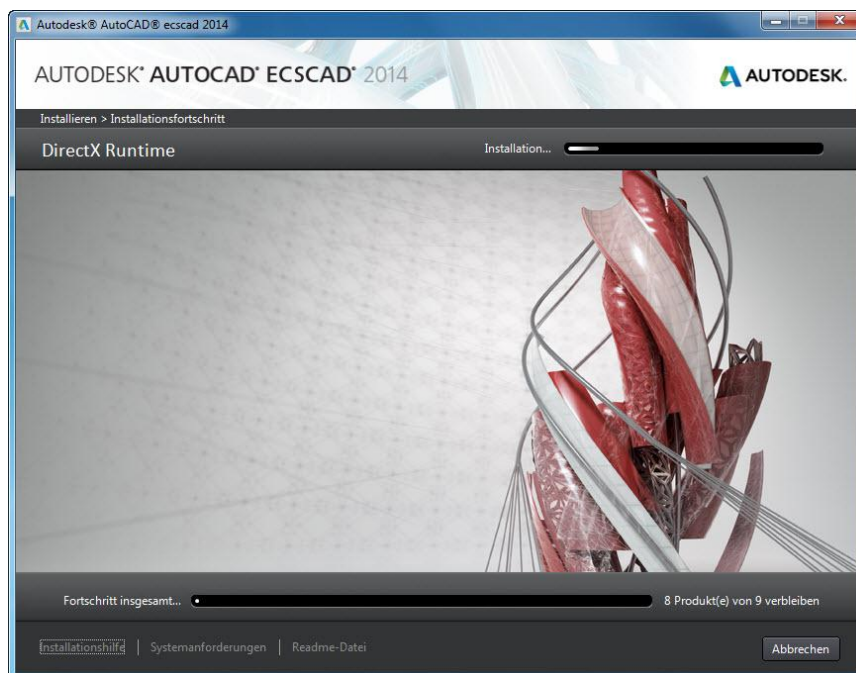 Autodesk® AutoCAD® ecscad 2014
AUTODESK® AUTOCAD® ECSCAD® 2014
AUTODESK.
Installieren > Installationsfortschritt
DirectX Runtime
Installation...
Fortschritt insgesamt...
8 Produkt(e) von 9 verbleiben
Installationshilfe | Systemanforderungen | Readme-Datei
Abbrechen